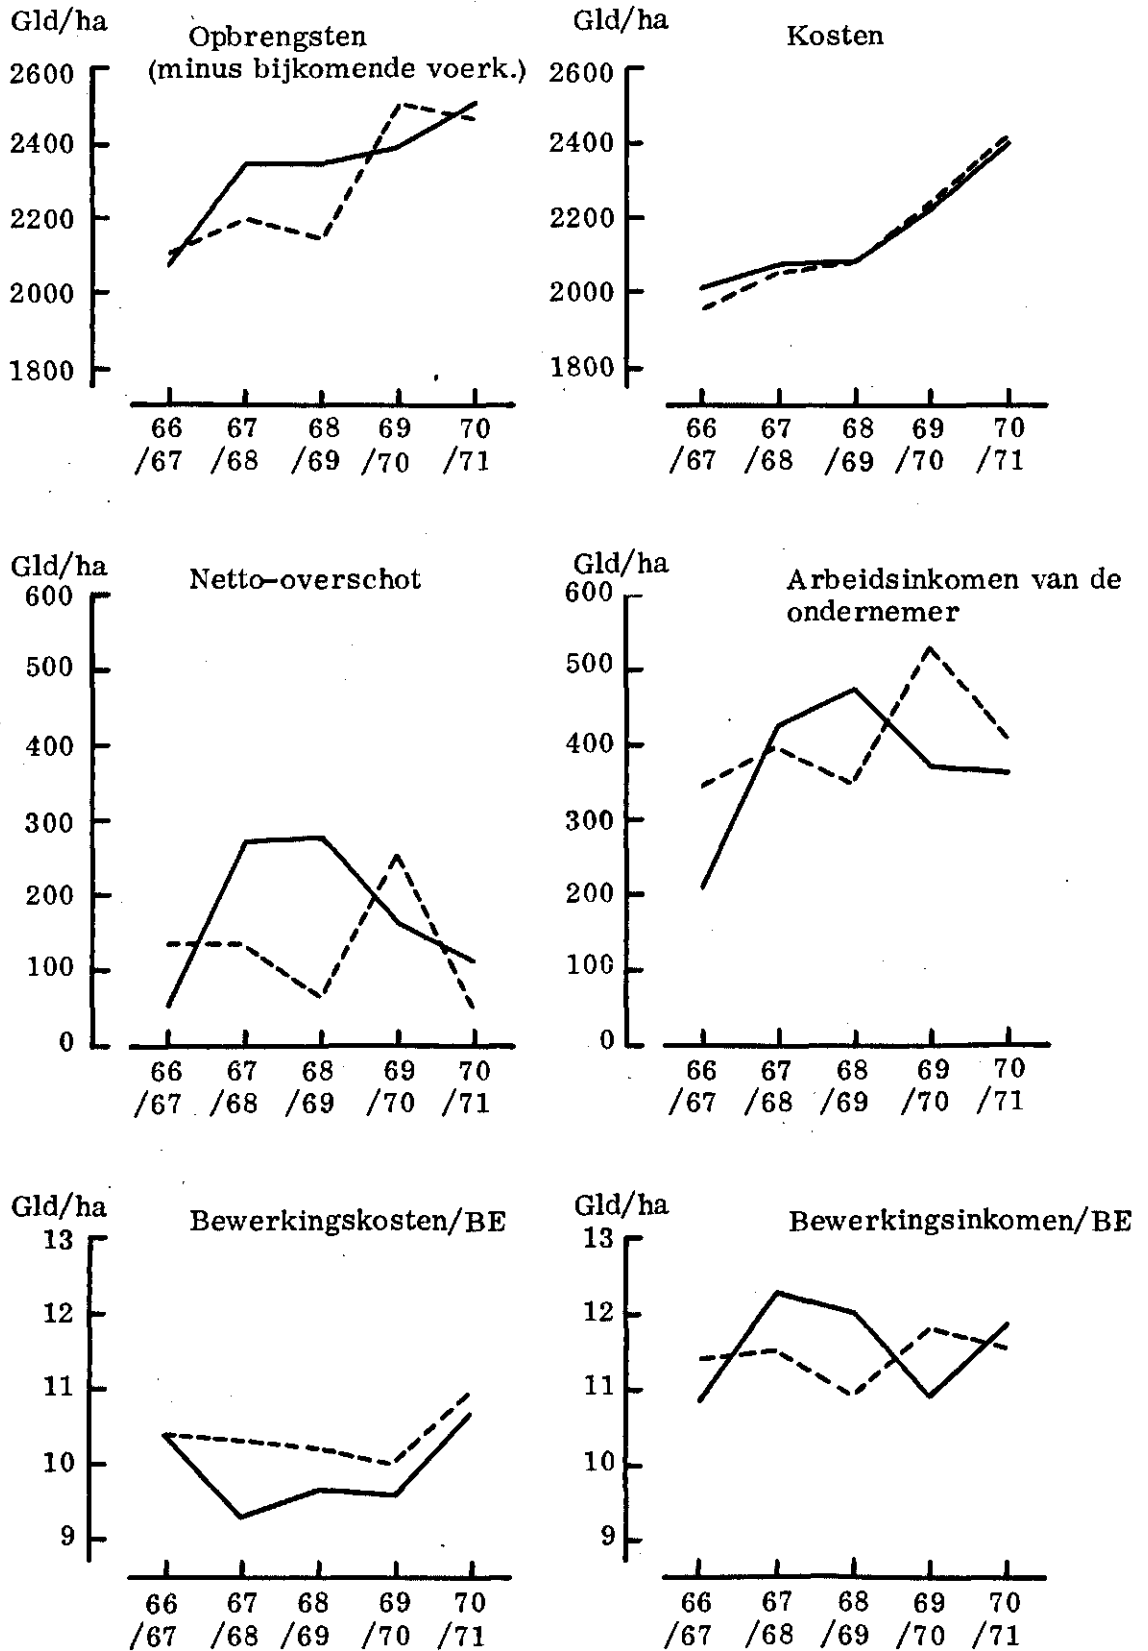 Gld/ha
Opbrengsten
(minus bijkomende voerk.)
2600
2400
2200
2000
1800
66 67 68 69 70
/67 /68 /69 /70 /71
Gld/ha
Kosten
2600
2400
2200
2000
1800
66 67 68 69 70
/67 /68 /69 /70 /71
Gld/ha
Netto-overschot
600
500
400
300
200
100
0
66 67 68 69 70
/67 /68 /69 /70 /71
Gld/ha
Arbeidsinkomen van de
ondernemer
600
500
400
300
200
100
0
66 67 68 69 70
/67 /68 /69 /70 /71
Gld/ha
Bewerkingskosten/BE
13
12
11
10
9
66 67 68 69 70
/67 /68 /69 /70 /71
Gld/ha
Bewerkingsinkomen/BE
13
12
11
10
9
66 67 68 69 70
/67 /68 /69 /70 /71